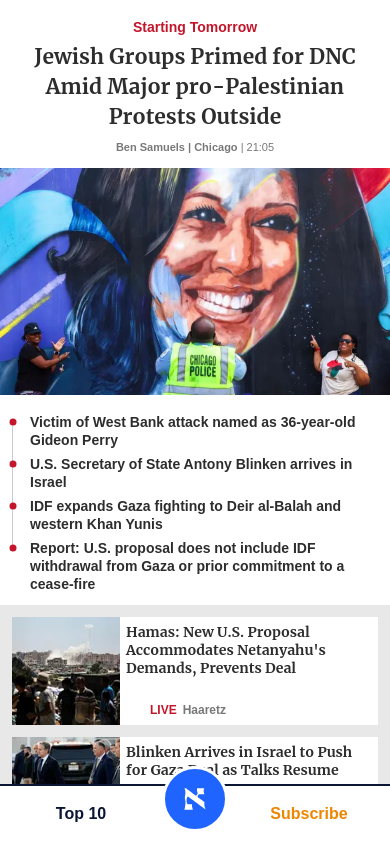 Starting Tomorrow
Jewish Groups Primed for DNC
Amid Major pro-Palestinian
Protests Outside
Ben Samuels | Chicago | 21:05
CHICAGO
POLICE
Victim of West Bank attack named as 36-year-old
Gideon Perry
U.S. Secretary of State Antony Blinken arrives in
Israel
IDF expands Gaza fighting to Deir al-Balah and
western Khan Yunis
Report: U.S. proposal does not include IDF
withdrawal from Gaza or prior commitment to a
cease-fire
Hamas: New U.S. Proposal
Accommodates Netanyahu's
Demands, Prevents Deal
LIVE Haaretz
Blinken Arrives in Israel to Push
for Gaza Deal as Talks Resume
Top 10
Subscribe